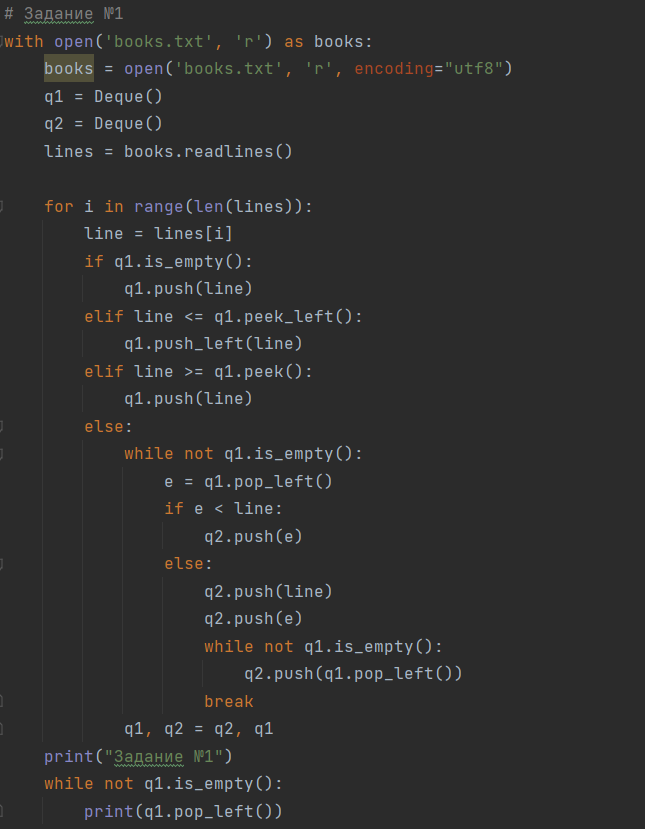 # Задание №1
with open('books.txt', 'r') as books:
    books = open('books.txt', 'r', encoding="utf8")
    q1 = Deque()
    q2 = Deque()
    lines = books.readlines()

    for i in range(len(lines)):
        line = lines[i]
        if q1.is_empty():
            q1.push(line)
        elif line <= q1.peek_left():
            q1.push_left(line)
        elif line >= q1.peek():
            q1.push(line)
        else:
            while not q1.is_empty():
                e = q1.pop_left()
                if e < line:
                    q2.push(e)
                else:
                    q2.push(line)
                    q2.push(e)
                    while not q1.is_empty():
                        q2.push(q1.pop_left())
                    break
            q1, q2 = q2, q1
    print("Задание №1")
    while not q1.is_empty():
        print(q1.pop_left())